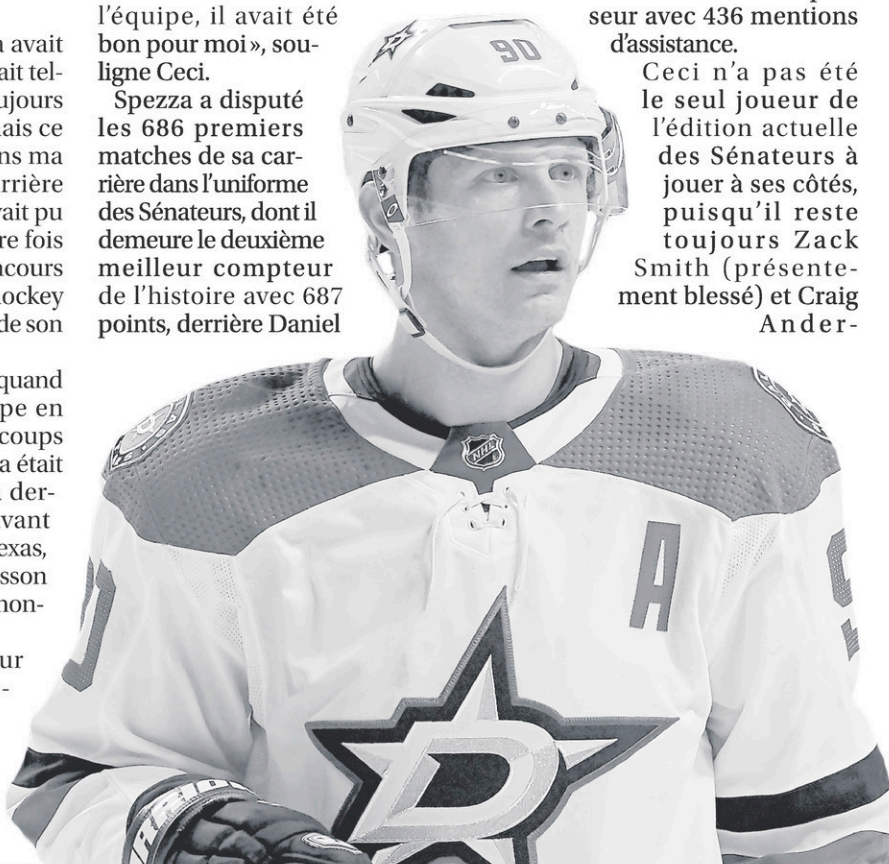 avait
ait tel-
ujours
ais ce
ns ma
rrière
vait pu
re fois
ncours
ockey
de son
quand
pe en
coups
a était
der-
vant
exas,
sson
non-
ur
-
l'équipe, il avait été
bon pour moi», sou-
ligne Ceci.
Spezza a disputé
les 686 premiers
matches de sa car-
rière dans l'uniforme
des Sénateurs, dont il
demeure le deuxième
meilleur compteur
de l'histoire avec 687
points, derrière Daniel
seur avec 436 mentions
d'assistance.
Ceci n'a pas été
le seul joueur de
l'édition actuelle
des Sénateurs à
jouer à ses côtés,
puisqu'il reste
toujours Zack
Smith (présente-
ment blessé) et Craig
Ander-
90
NHL
A
D